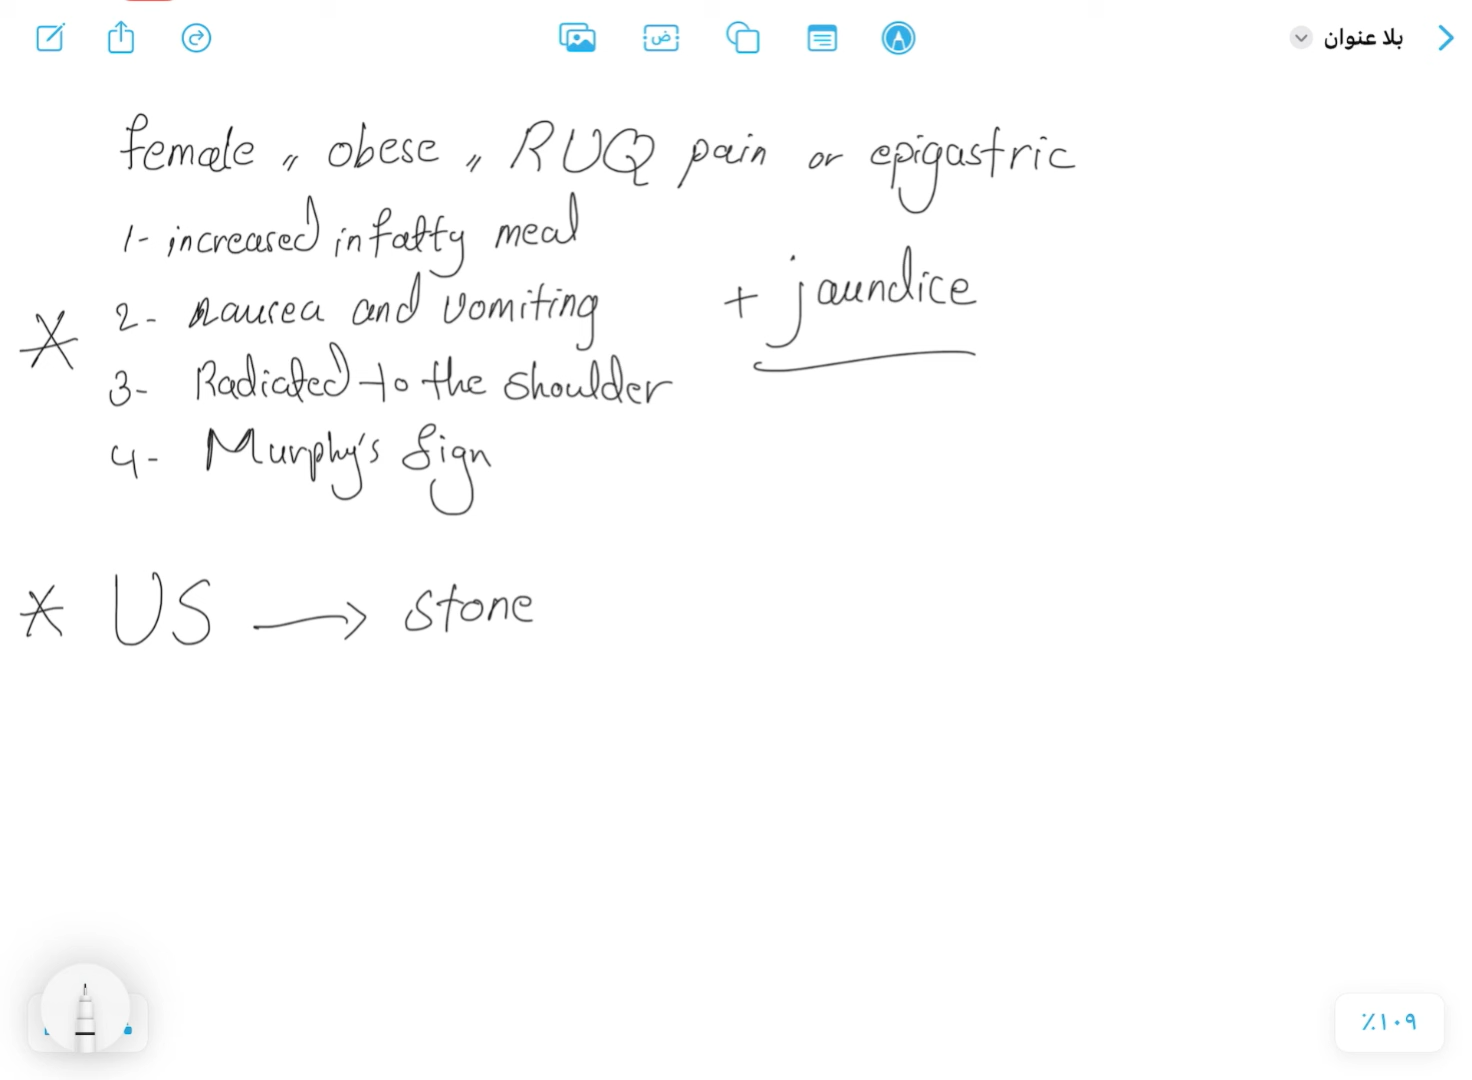 بلا عنوان
ض
female ,, obese ,, RUQ pain or epigastric
1- increased in fatty meal
+ jaundice
* 2- nausea and vomiting
3- Radiated to the shoulder
4- Murphy's Sign
* US → stone
٪١٠٩